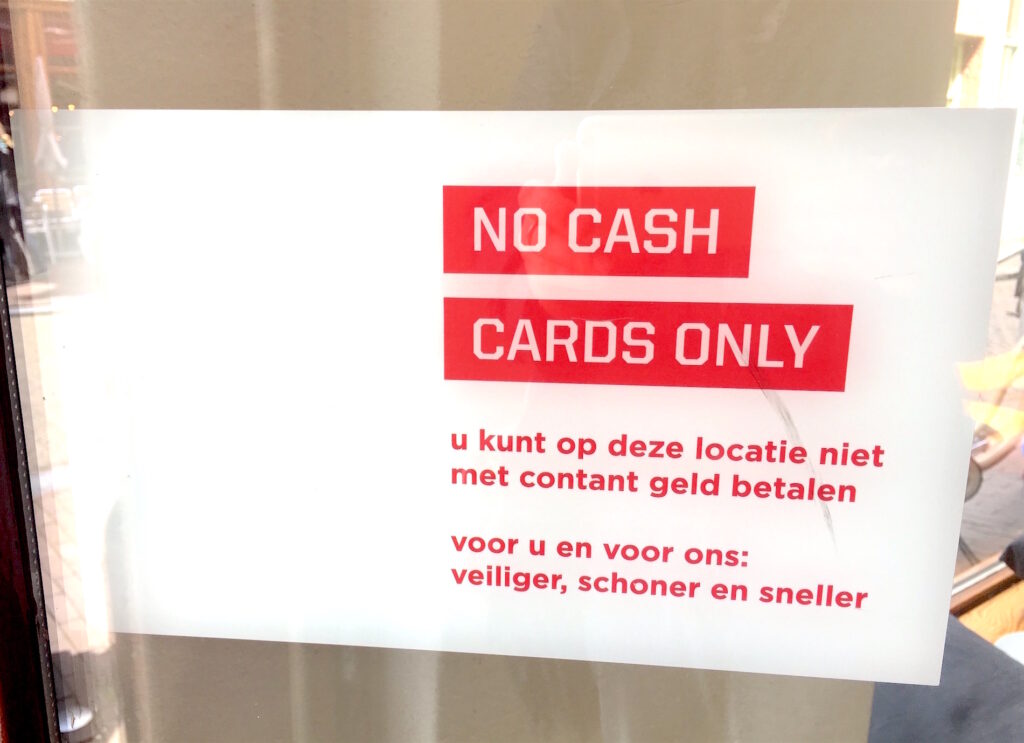 NO CASH
CARDS ONLY
u kunt op deze locatie niet
met contant geld betalen
voor u en voor ons:
veiliger, schoner en sneller